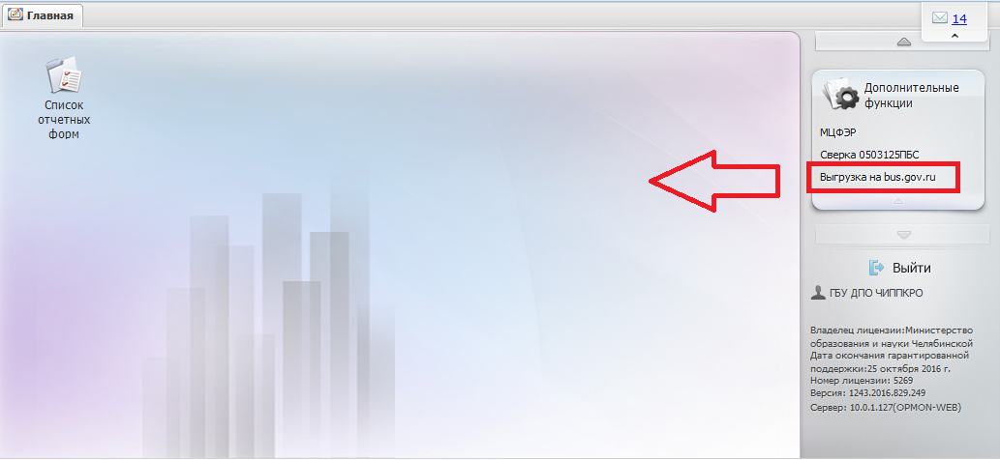 Главная
14
Список
отчетных
форм
Дополнительные
функции
МЦФЭР
Сверка 0503125ПБС
Выгрузка на bus.gov.ru
Выйти
ГБУ ДПО ЧИППКРО
Владелец лицензии:Министерство
образования и науки Челябинской
Дата окончания гарантированной
поддержки:25 октября 2016 г.
Номер лицензии: 5269
Версия: 1243.2016.829.249
Сервер: 10.0.1.127(OPMON-WEB)